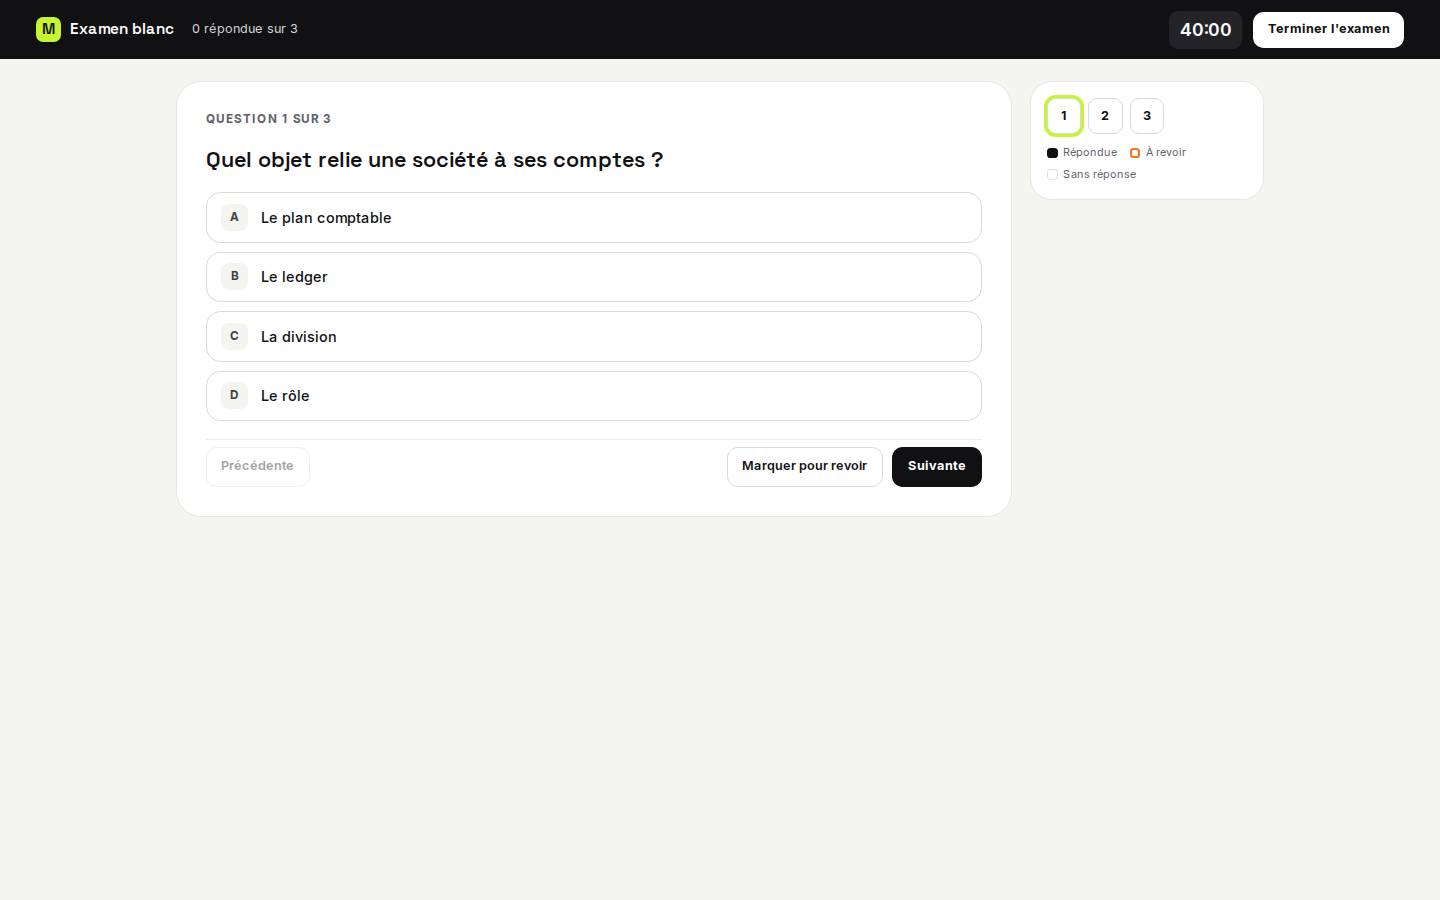 M Examen blanc 0 répondue sur 3 40:00 Terminer l'examen
QUESTION 1 SUR 3
Quel objet relie une société à ses comptes ?
A Le plan comptable
B Le ledger
C La division
D Le rôle
Précédente Marquer pour revoir Suivante
1 2 3
Répondue À revoir
Sans réponse